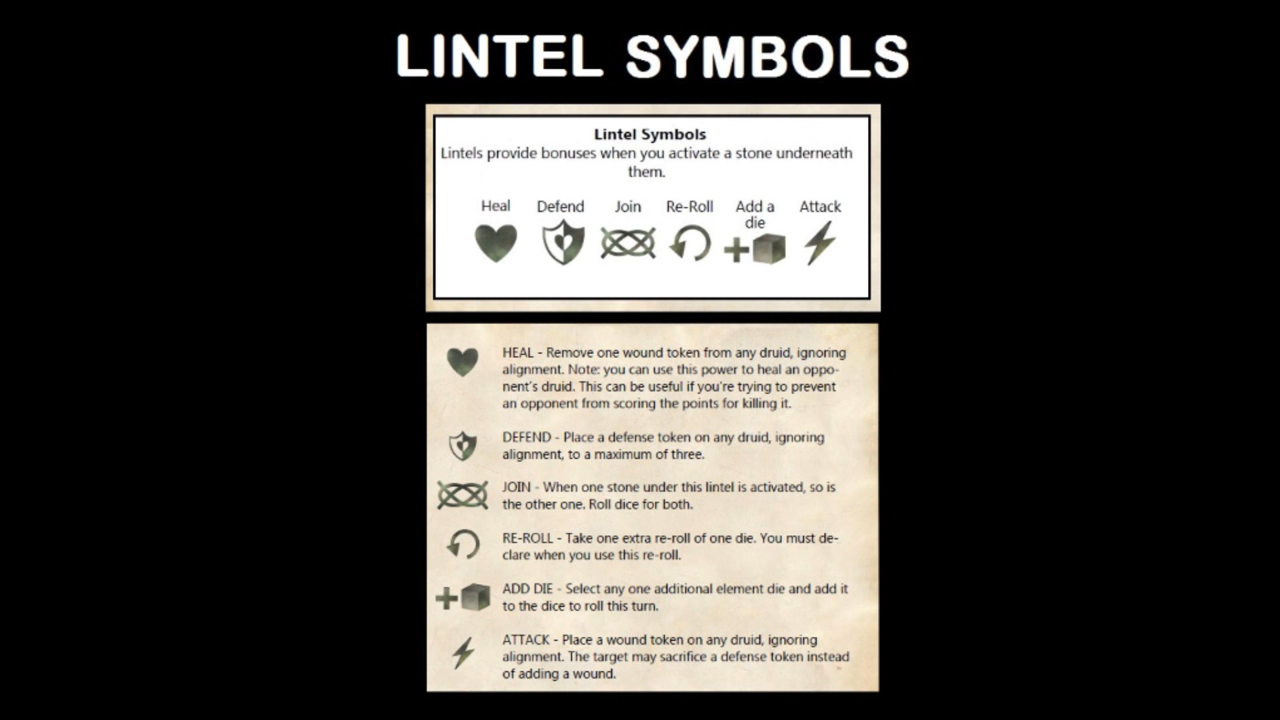 LINTEL SYMBOLS
Lintel Symbols
Lintels provide bonuses when you activate a stone underneath
them.
Heal Defend Join Re-Roll Add a die Attack
HEAL - Remove one wound token from any druid, ignoring
alignment. Note: you can use this power to heal an oppo-
nent's druid. This can be useful if you're trying to prevent
an opponent from scoring the points for killing it.
DEFEND - Place a defense token on any druid, ignoring
alignment, to a maximum of three.
JOIN - When one stone under this lintel is activated, so is
the other one. Roll dice for both.
RE-ROLL - Take one extra re-roll of one die. You must de-
clare when you use this re-roll.
ADD DIE - Select any one additional element die and add it
to the dice to roll this turn.
ATTACK - Place a wound token on any druid, ignoring
alignment. The target may sacrifice a defense token instead
of adding a wound.